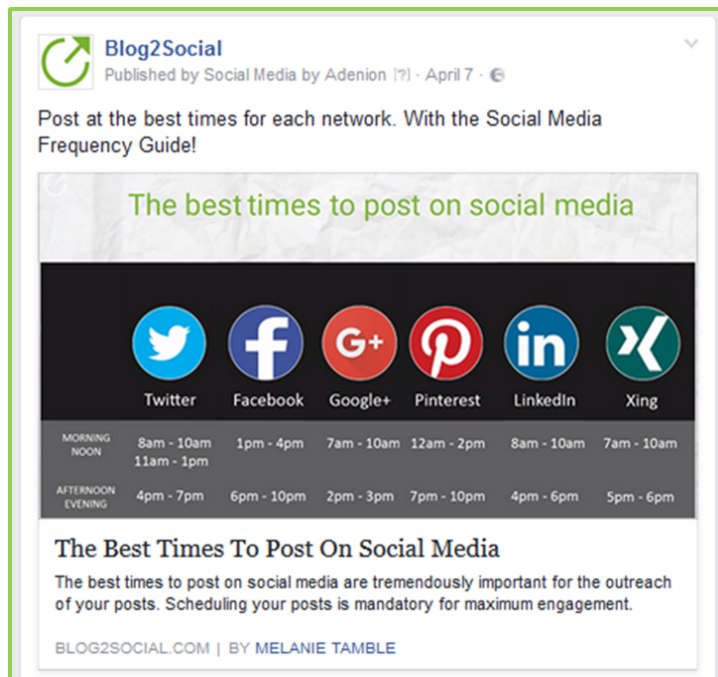 Blog2Social
Published by Social Media by Adenion [?] · April 7 ·
Post at the best times for each network. With the Social Media
Frequency Guide!
The best times to post on social media
G+ in
Twitter Facebook Google+ Pinterest LinkedIn Xing
MORNING NOON 8am - 10am 11am - 1pm 1pm - 4pm 7am - 10am 12am - 2pm 8am - 10am 7am - 10am
AFTERNOON EVENING 4pm - 7pm 6pm - 10pm 2pm - 3pm 7pm - 10pm 4pm - 6pm 5pm - 6pm
The Best Times To Post On Social Media
The best times to post on social media are tremendously important for the outreach
of your posts. Scheduling your posts is mandatory for maximum engagement.
BLOG2SOCIAL.COM | BY MELANIE TAMBLE